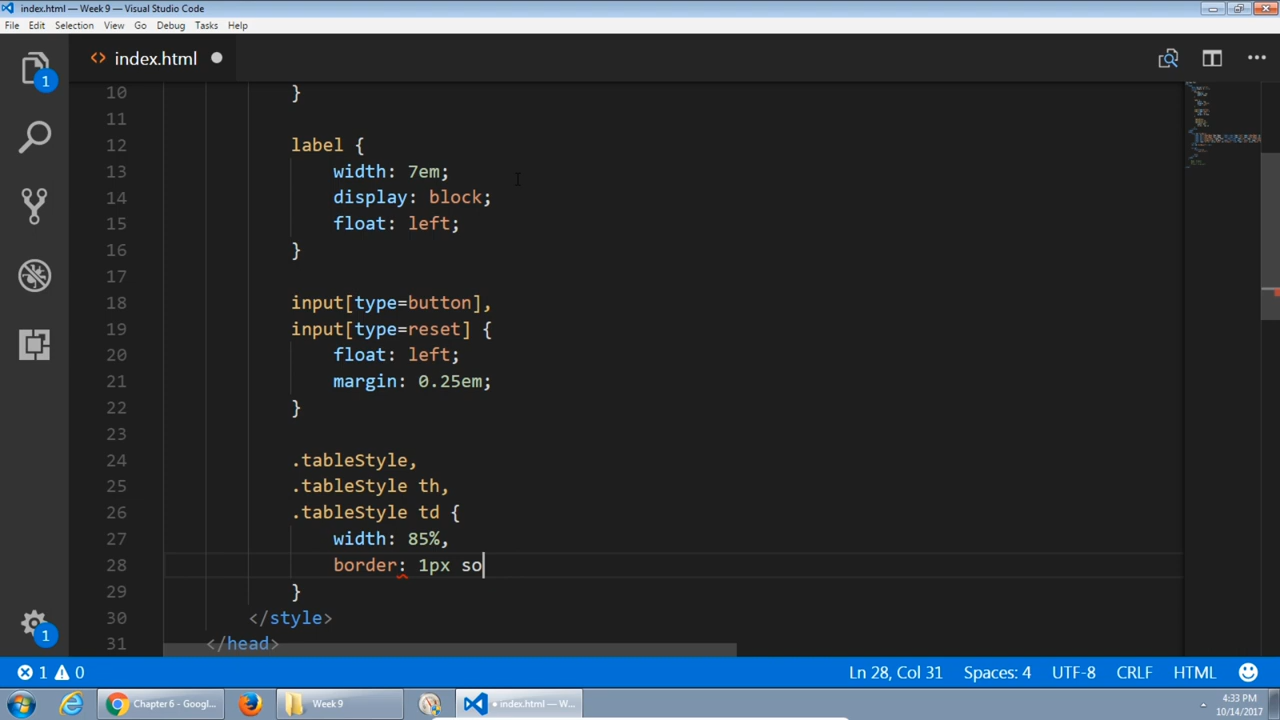 index.html — Week 9 — Visual Studio Code
File Edit Selection View Go Debug Tasks Help
1
<> index.html
10 }
11
12 label {
13 width: 7em;
14 display: block;
15 float: left;
16 }
17
18 input[type=button],
19 input[type=reset] {
20 float: left;
21 margin: 0.25em;
22 }
23
24 .tableStyle,
25 .tableStyle th,
26 .tableStyle td {
27 width: 85%,
28 border: 1px so
29 }
30 </style>
31 </head>
1
1 0 Ln 28, Col 31 Spaces: 4 UTF-8 CRLF HTML
Chapter 6 - Googl... Week 9 • index.html — W... 4:33 PM
10/14/2017